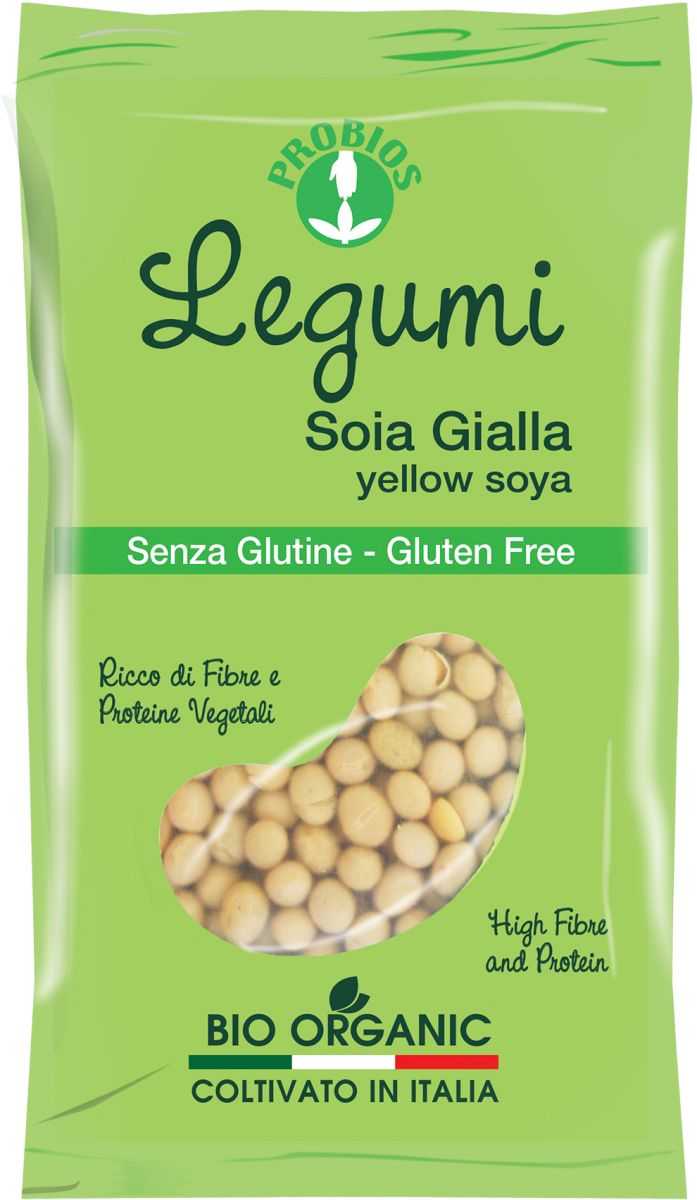 PROBIOS
Legumi
Soia Gialla
yellow soya
Senza Glutine - Gluten Free
Ricco di Fibre e
Proteine Vegetali
High Fibre
and Protein
BIO ORGANIC
COLTIVATO IN ITALIA